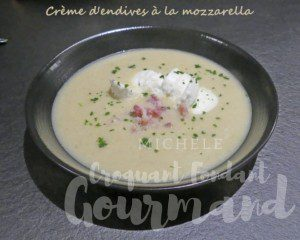 Crème d'endives à la mozzarella
MICHELE
Croquant Fondant
Gourmand